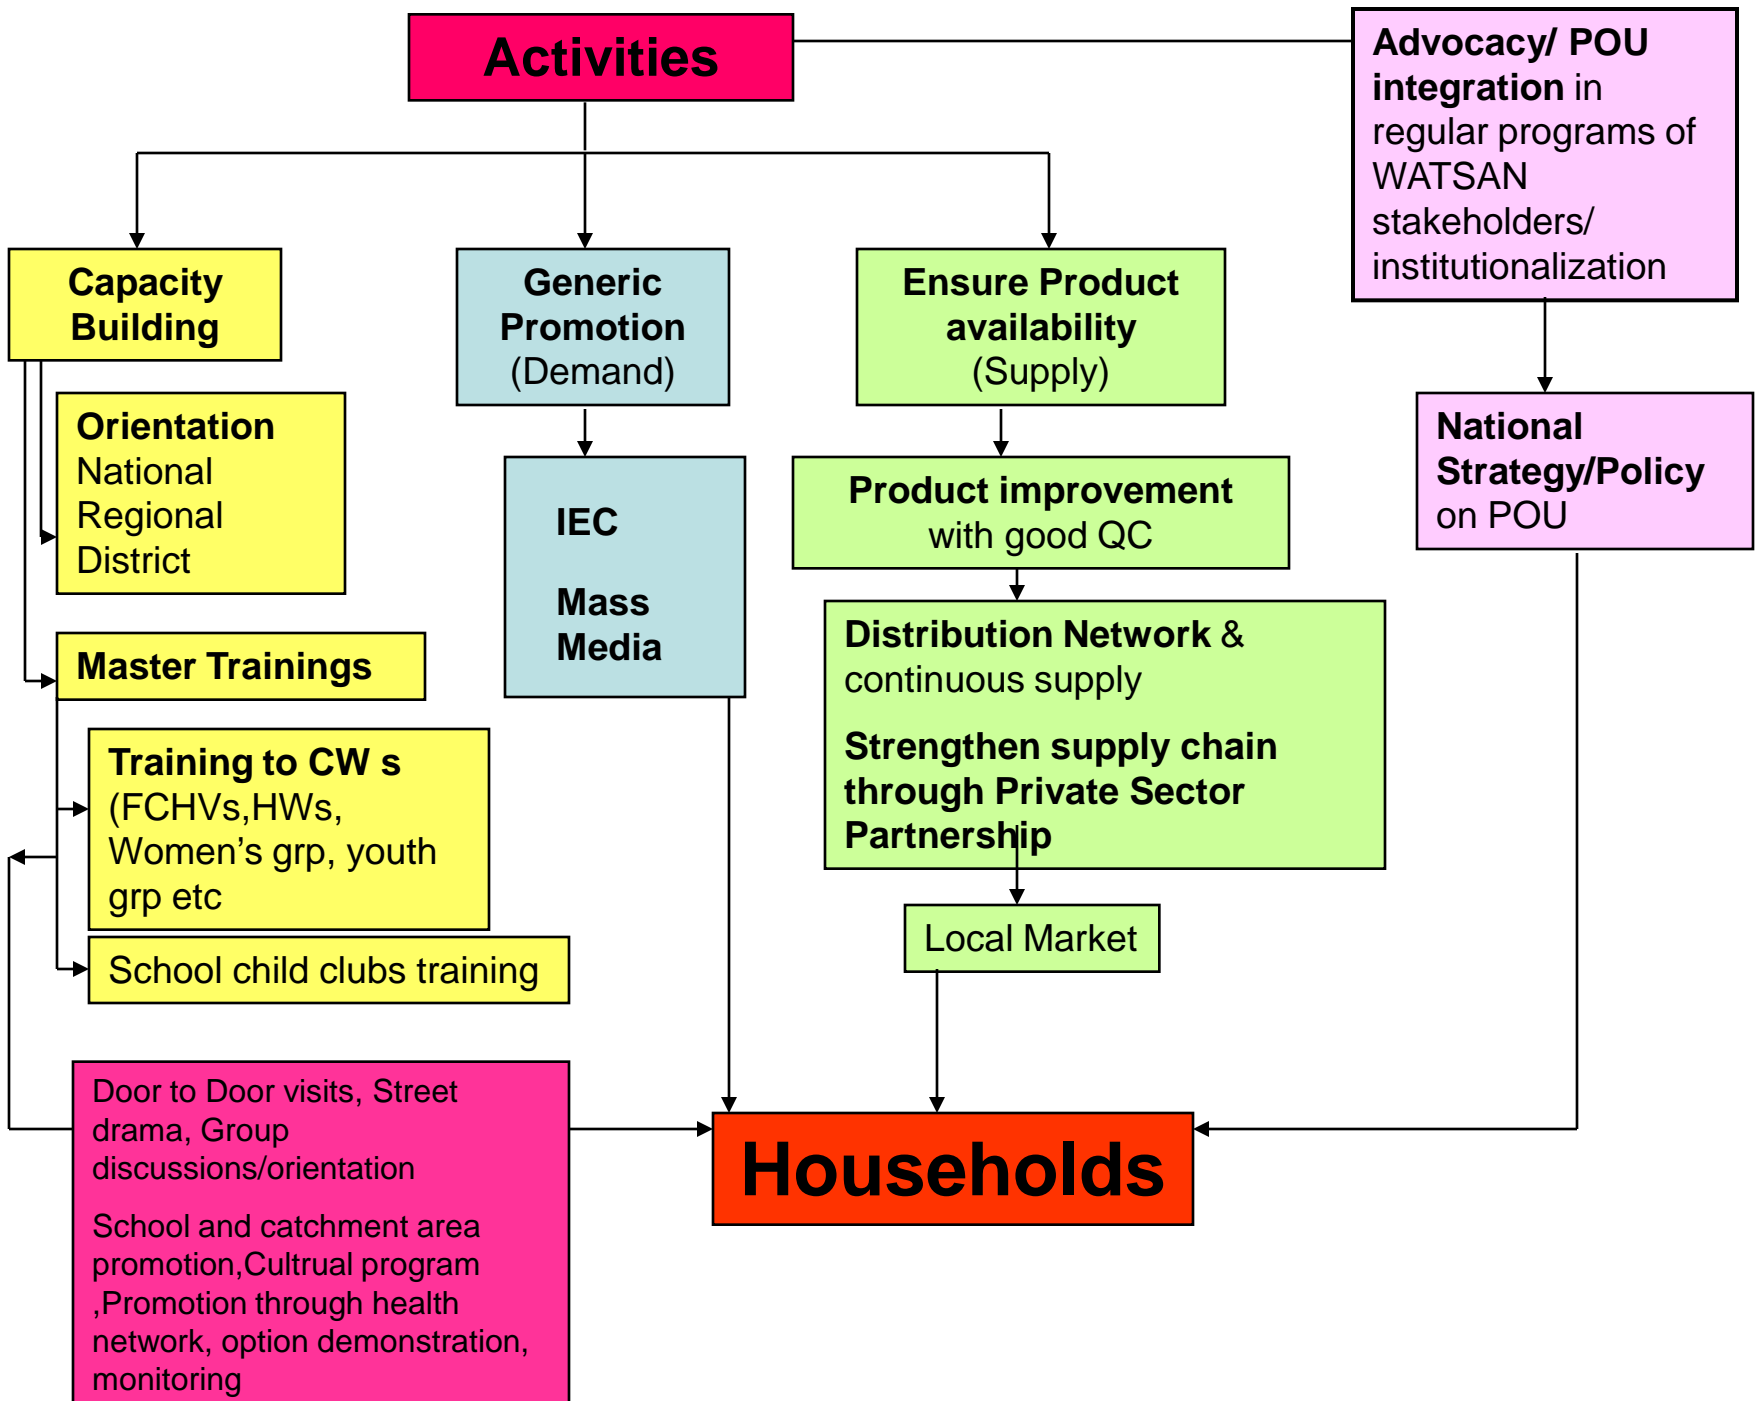 Activities
Advocacy/ POU
integration in
regular programs of
WATSAN
stakeholders/
institutionalization
Capacity
Building
Generic
Promotion
(Demand)
Ensure Product
availability
(Supply)
Orientation
National
Regional
District
IEC
Mass
Media
Product improvement
with good QC
National
Strategy/Policy
on POU
Master Trainings
Distribution Network &
continuous supply
Strengthen supply chain
through Private Sector
Partnership
Training to CW s
(FCHVs,HWs,
Women's grp, youth
grp etc
School child clubs training
Local Market
Door to Door visits, Street
drama, Group
discussions/orientation
School and catchment area
promotion,Cultrual program
,Promotion through health
network, option demonstration,
monitoring
Households